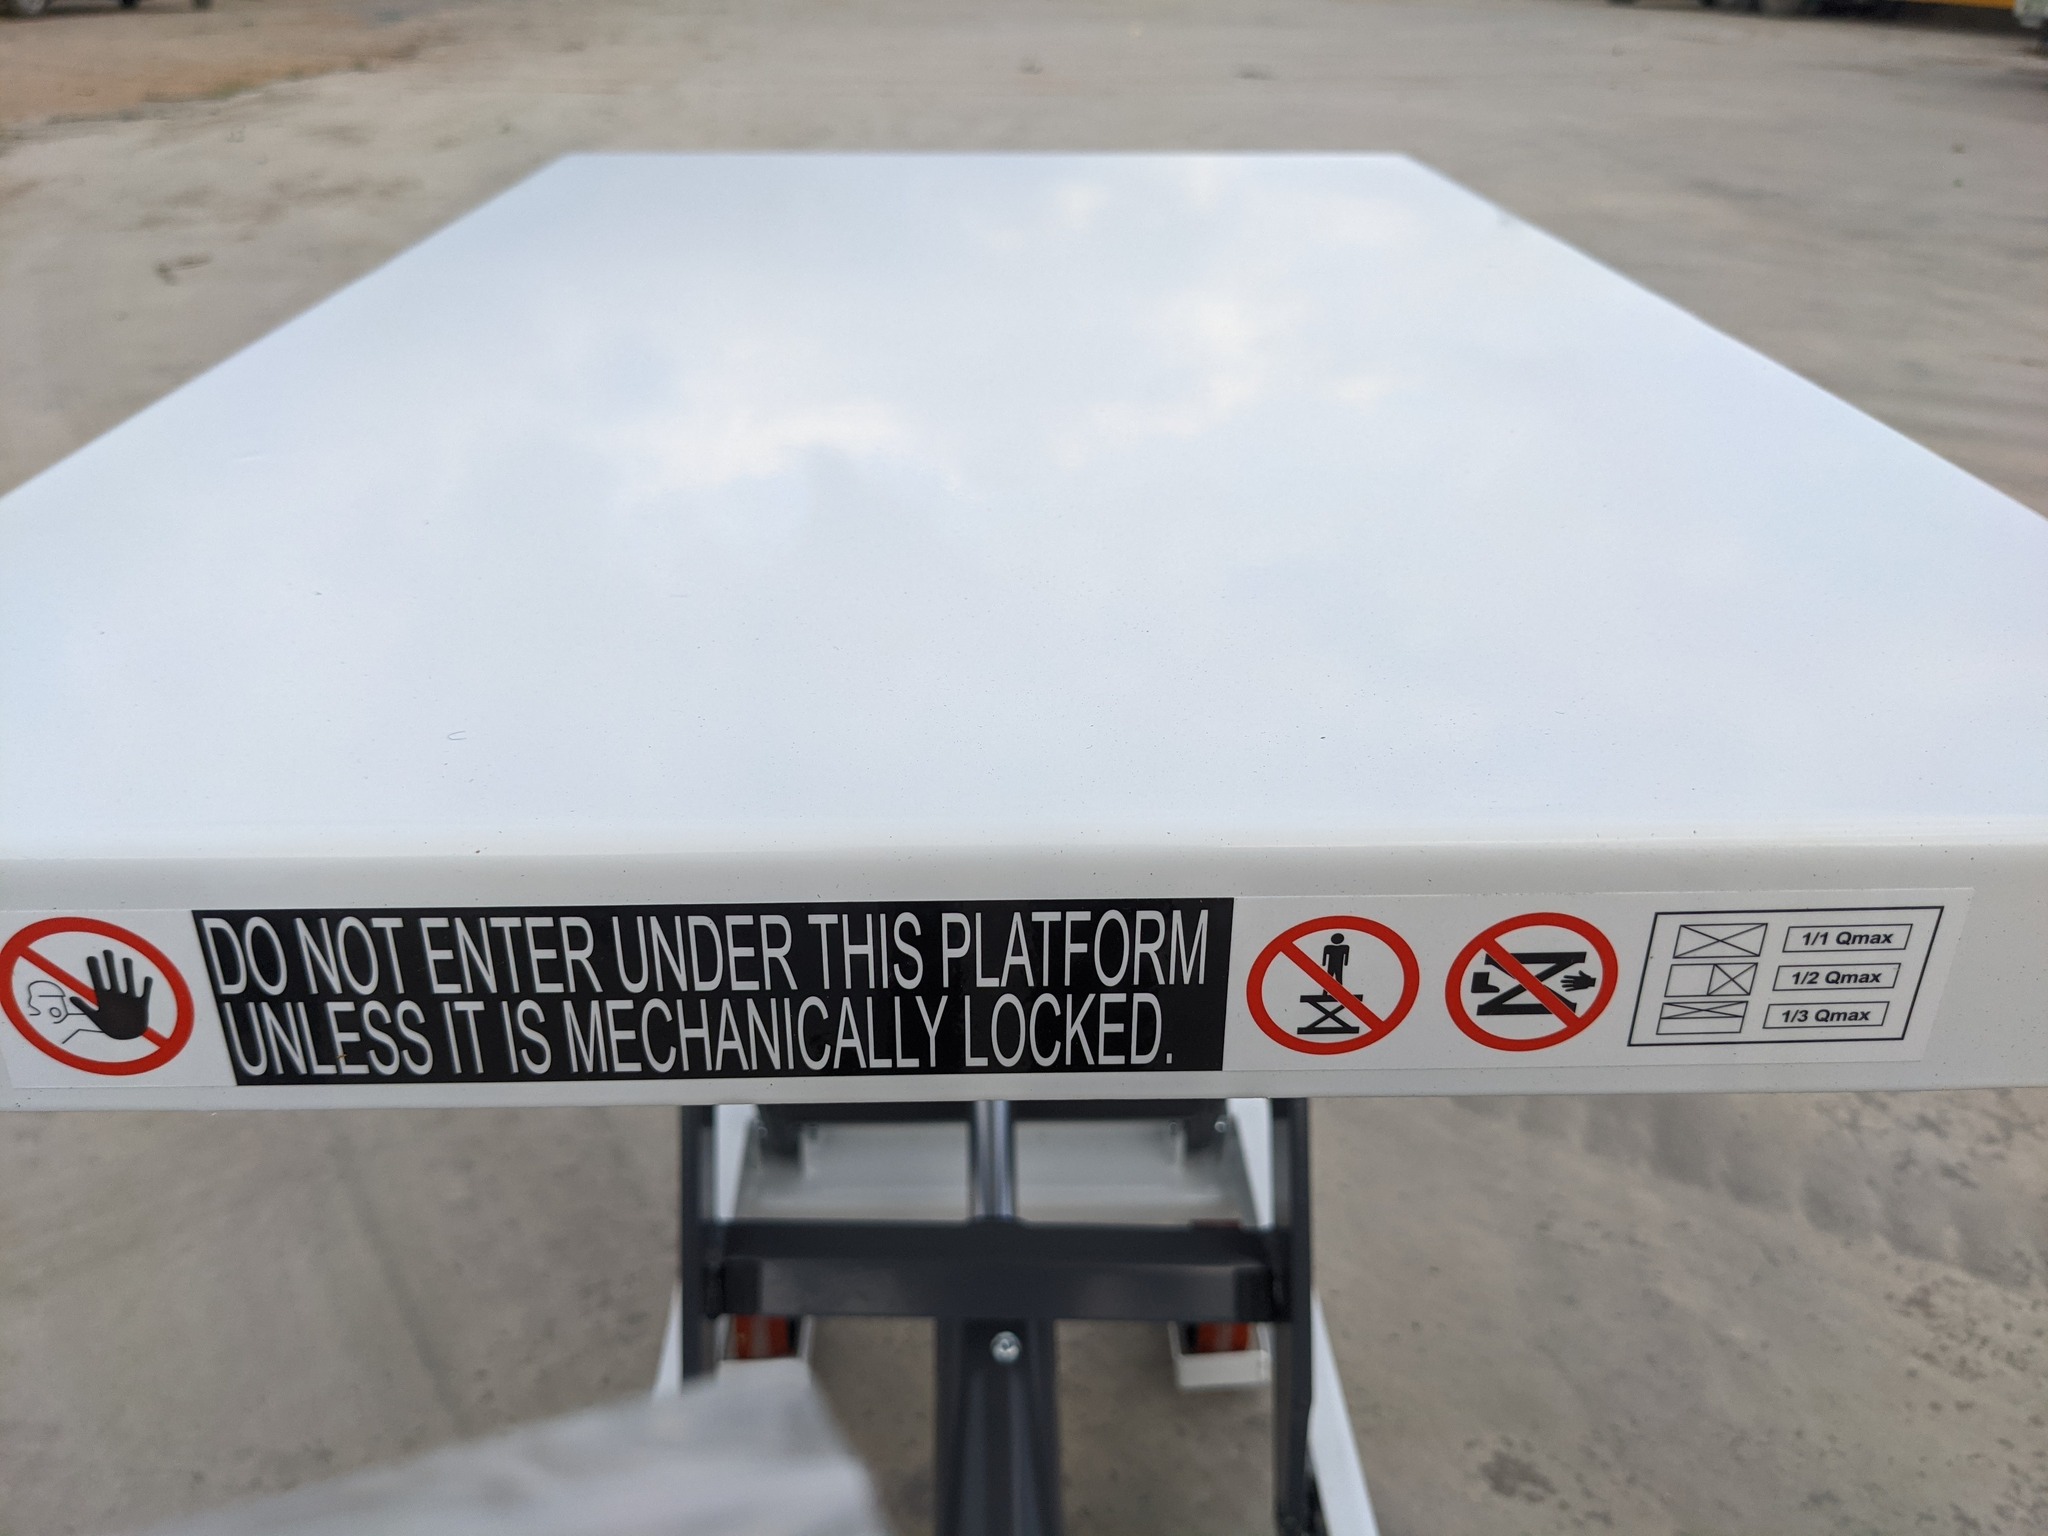 DO NOT ENTER UNDER THIS PLATFORM
UNLESS IT IS MECHANICALLY LOCKED.
1/1 Qmax
1/2 Qmax
1/3 Qmax